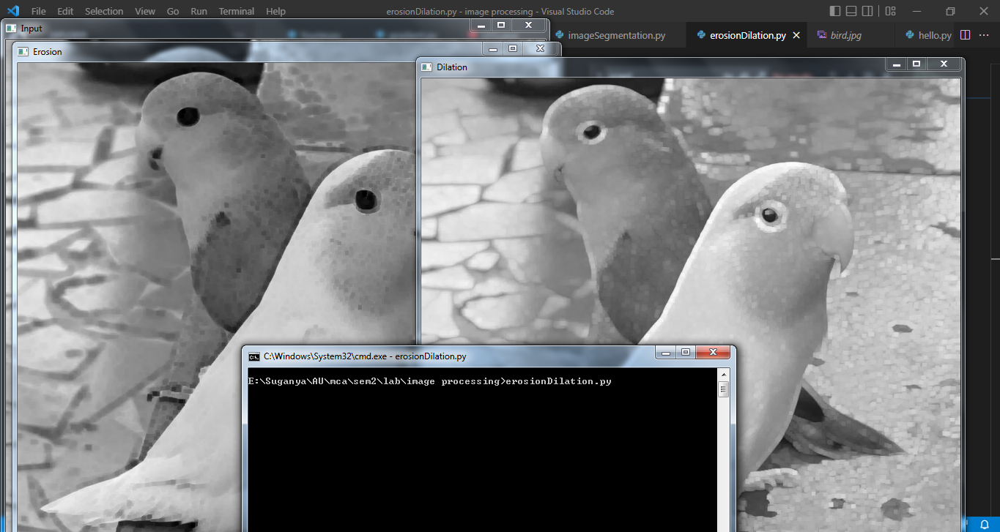 File Edit Selection View Go Run Terminal Help
erosionDilation.py - image processing - Visual Studio Code
Input
imageSegmentation.py
erosionDilation.py
bird.jpg
hello.py
Erosion
Dilation
C:\Windows\System32\cmd.exe - erosionDilation.py
E:\Suganya\AU\mca\sem2\lab\image processing>erosionDilation.py